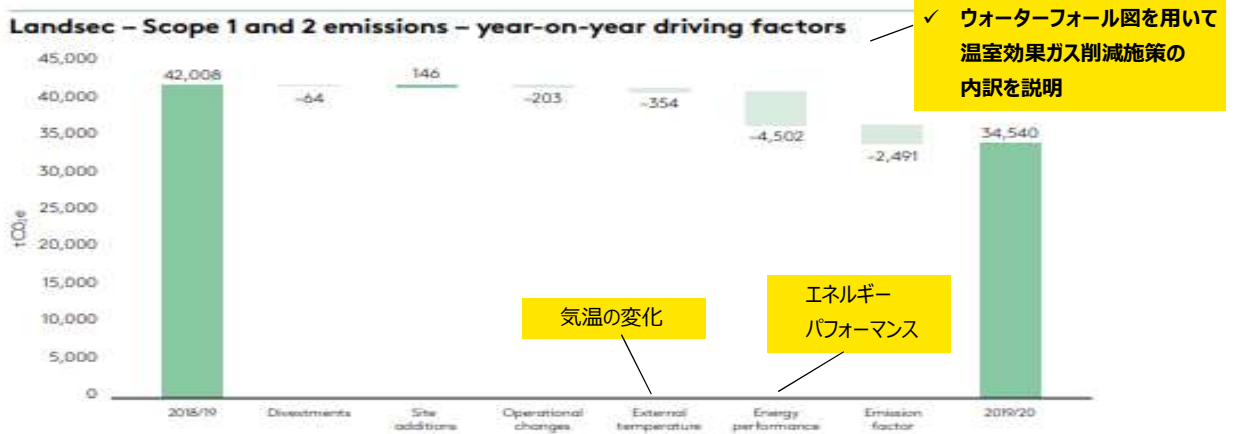 Landsec – Scope 1 and 2 emissions – year-on-year driving factors
✓ ウォーターフォール図を用いて
温室効果ガス削減施策の
内訳を説明
45,000
40,000
35,000
30,000
25,000
20,000
15,000
10,000
5,000
0
tCO₂e
42,008
-64
146
-203
-354
-4,502
-2,491
34,540
気温の変化
エネルギー
パフォーマンス
2018/19
Divestments
Site
additions
Operational
changes
External
temperature
Energy
performance
Emission
factor
2019/20